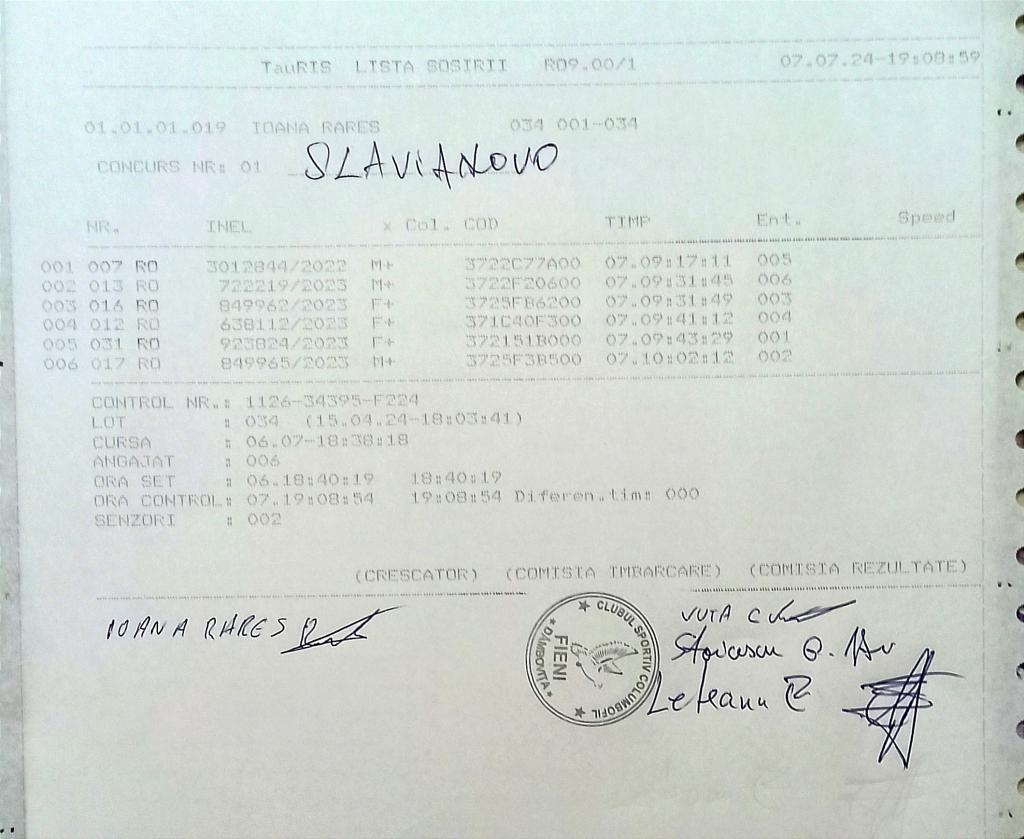 TauRIS LISTA SOSIRII RO9.00/1 07.07.24-19:08:59
01.01.01.019 IOANA RARES 034 001-034
CONCURS NR: 01 SLAVIANOVO
NR. INEL x Col. COD TIMP Ent. Speed
001 007 RO 3012844/2022 M+ 3722C77A00 07.09:17:11 005
002 013 RO 722219/2023 M+ 3722F20600 07.09:31:45 006
003 016 RO 849962/2023 F+ 3725FB6200 07.09:31:49 003
004 012 RO 638112/2023 F+ 371C40F300 07.09:41:12 004
005 031 RO 923824/2023 F+ 372151B000 07.09:43:29 001
006 017 RO 849965/2023 M+ 3725F3B500 07.10:02:12 002
CONTROL NR.: 1126-34395-F224
LOT : 034 (15.04.24-18:03:41)
CURSA : 06.07-18:38:18
ANGAJAT : 006
ORA SET : 06.18:40:19 18:40:19
ORA CONTROL: 07.19:08:54 19:08:54 Diferen.tim: 000
SENZORI : 002
(CRESCATOR) (COMISIA IMBARCARE) (COMISIA REZULTATE)
IOANA RARES
CLUBUL SPORTIV COLUMBOFIL
DÂMBOVIȚA
FIENI
VUTA C